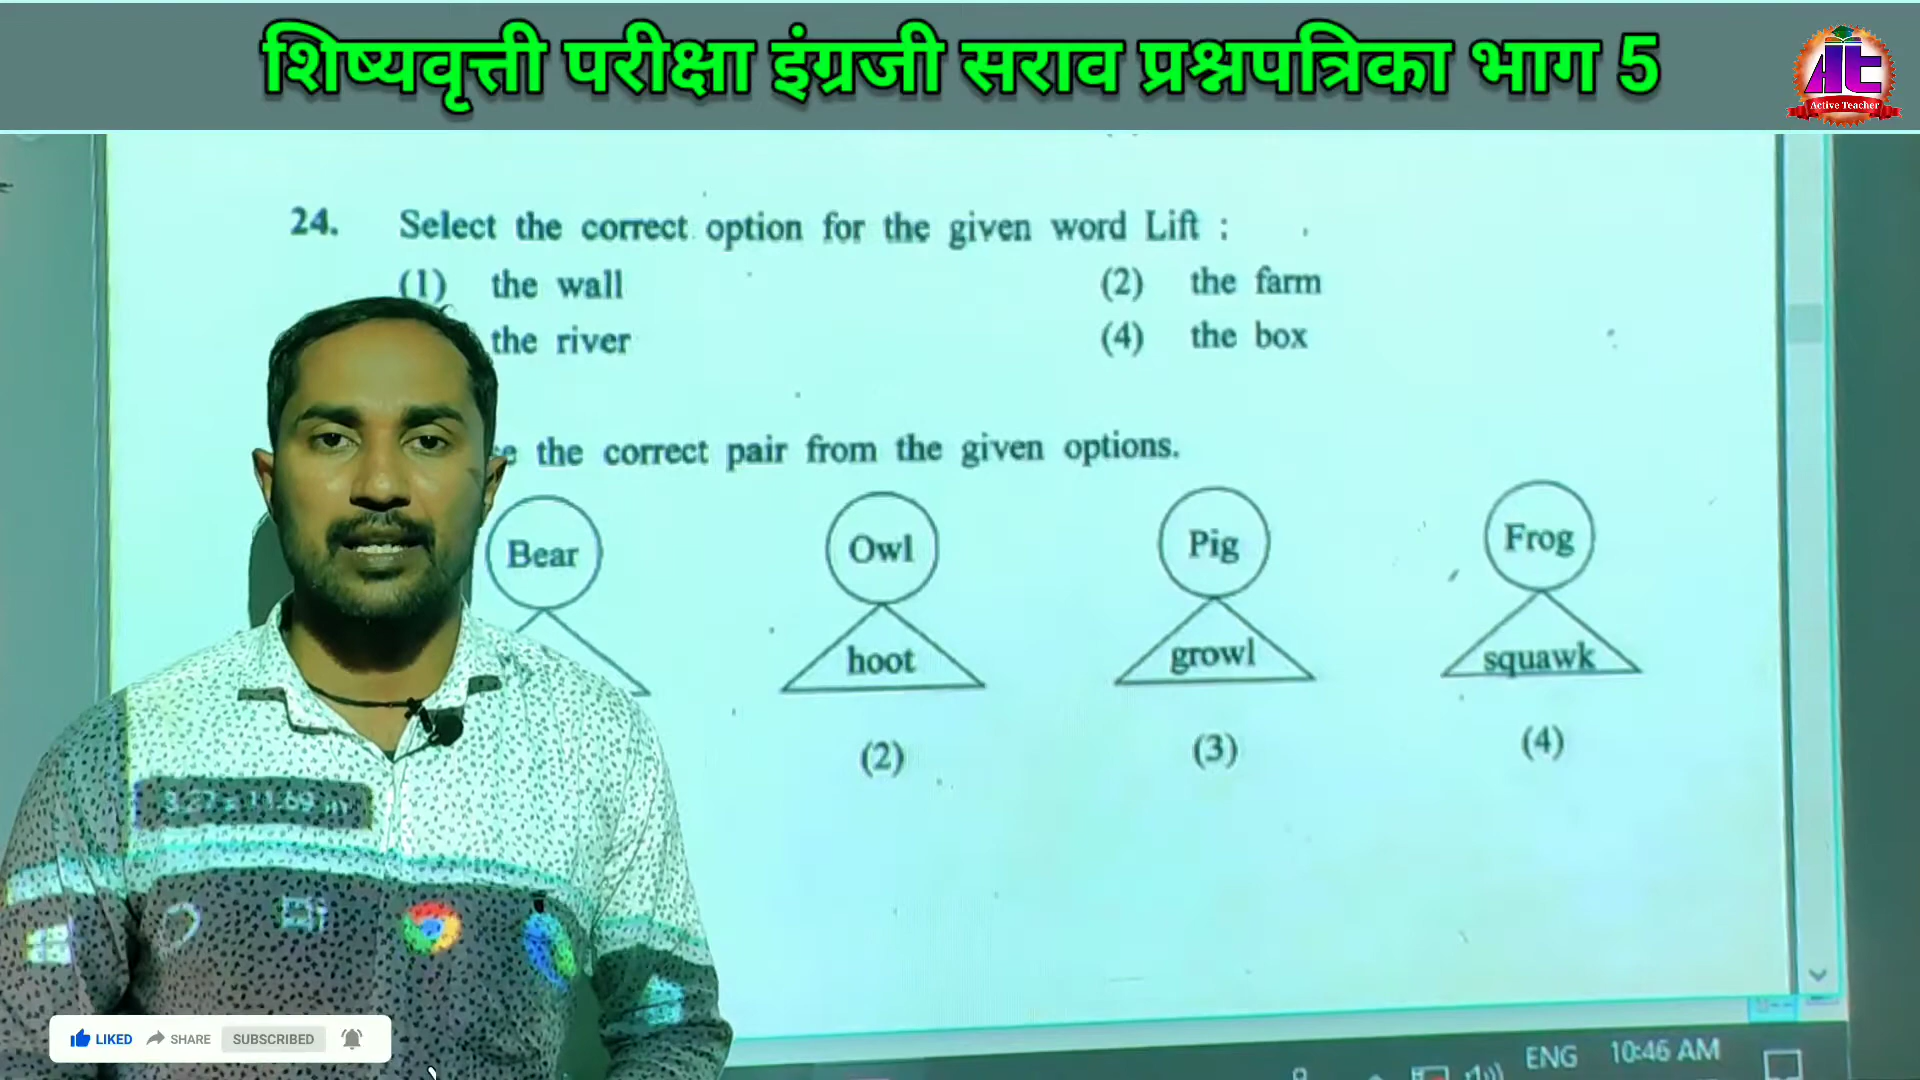 शिष्यवृत्ती परीक्षा इंग्रजी सराव प्रश्नपत्रिका भाग 5
AT
Active Teacher
24. Select the correct option for the given word Lift :
(1) the wall (2) the farm
the river (4) the box
the correct pair from the given options.
Bear Owl Pig Frog
hoot growl squawk
(2) (3) (4)
LIKED SHARE SUBSCRIBED
ENG 10:46 AM